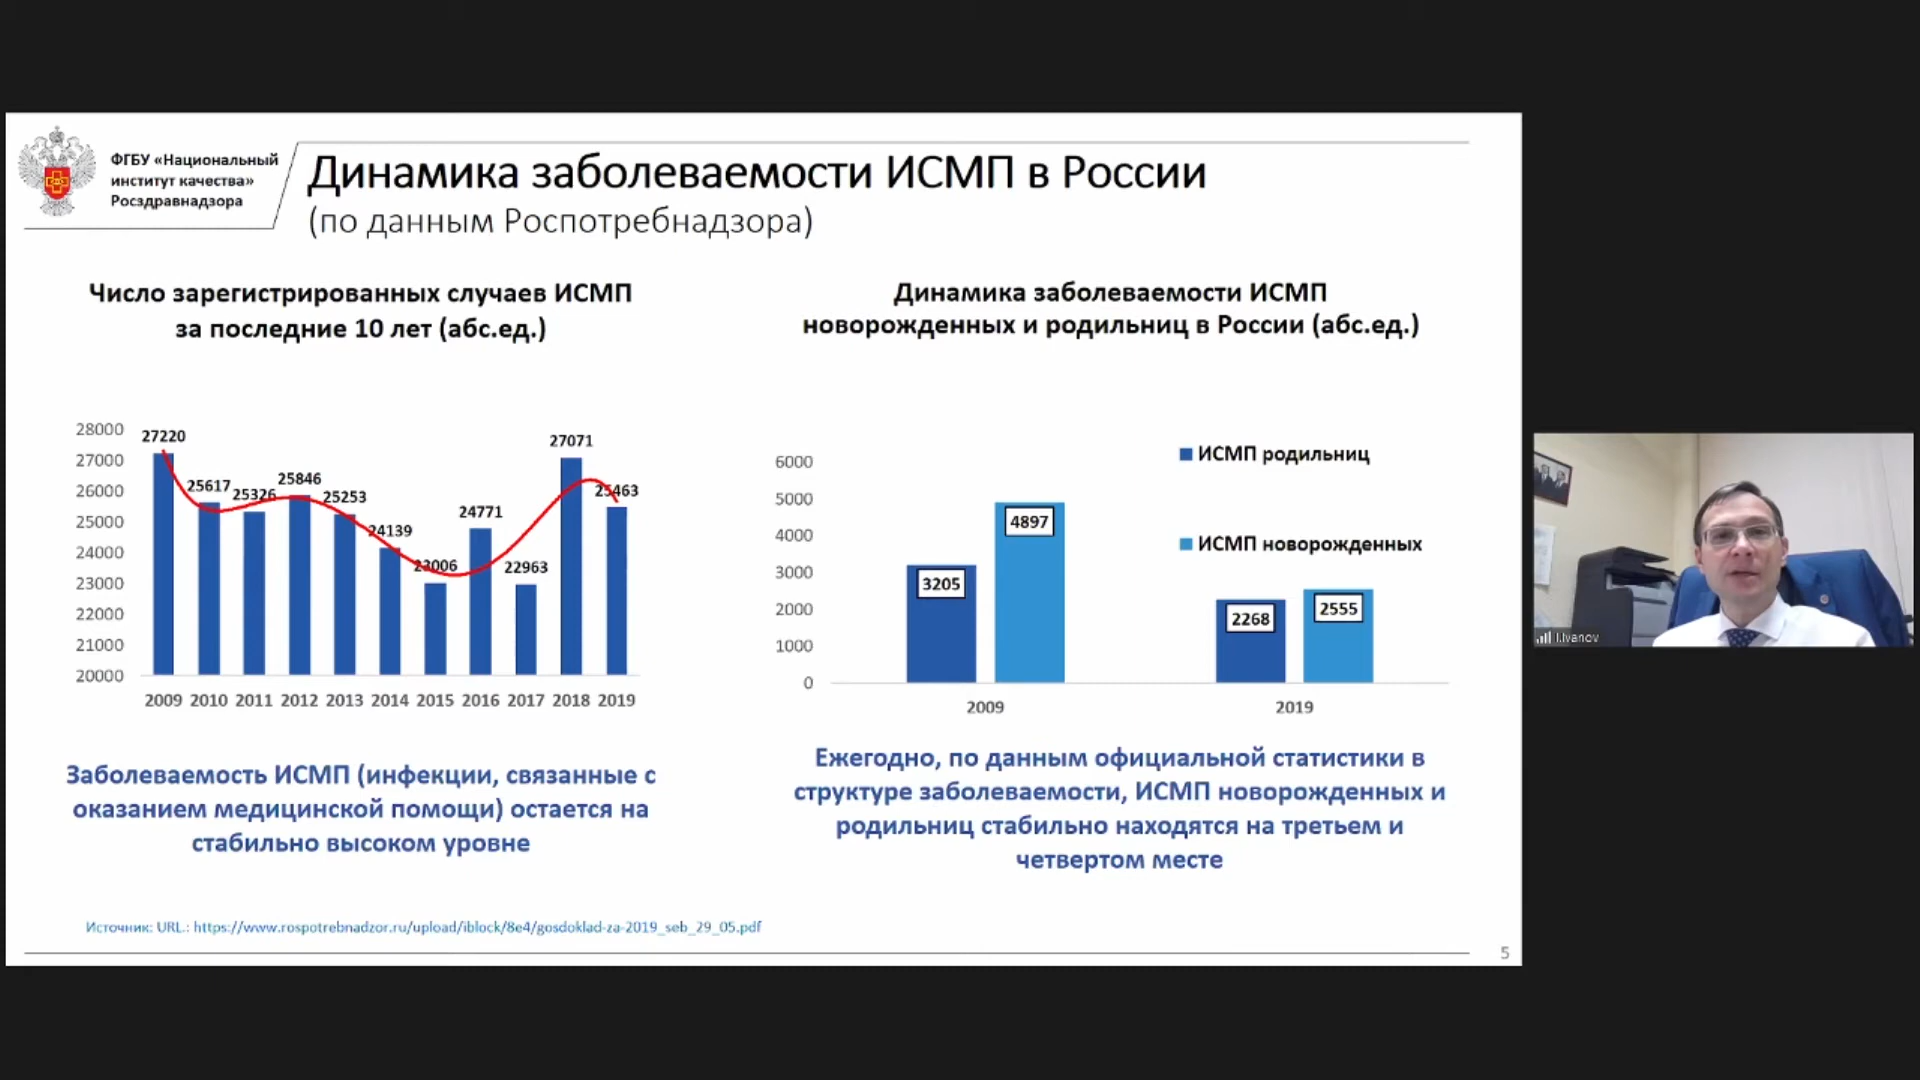 ФГБУ «Национальный
институт качества»
Росздравнадзора
Динамика заболеваемости ИСМП в России
(по данным Роспотребнадзора)
Число зарегистрированных случаев ИСМП
за последние 10 лет (абс.ед.)
28000
27000
26000
25000
24000
23000
22000
21000
20000
27220
25617
25326
25846
25253
24139
23006
24771
22963
27071
25463
2009 2010 2011 2012 2013 2014 2015 2016 2017 2018 2019
Заболеваемость ИСМП (инфекции, связанные с
оказанием медицинской помощи) остается на
стабильно высоком уровне
Динамика заболеваемости ИСМП
новорожденных и родильниц в России (абс.ед.)
6000
5000
4000
3000
2000
1000
0
3205
4897
2268
2555
ИСМП родильниц
ИСМП новорожденных
2009 2019
Ежегодно, по данным официальной статистики в
структуре заболеваемости, ИСМП новорожденных и
родильниц стабильно находятся на третьем и
четвертом месте
Источник: URL.: https://www.rospotrebnadzor.ru/upload/iblock/8e4/gosdoklad-za-2019_seb_29_05.pdf
5
I.Ivanov